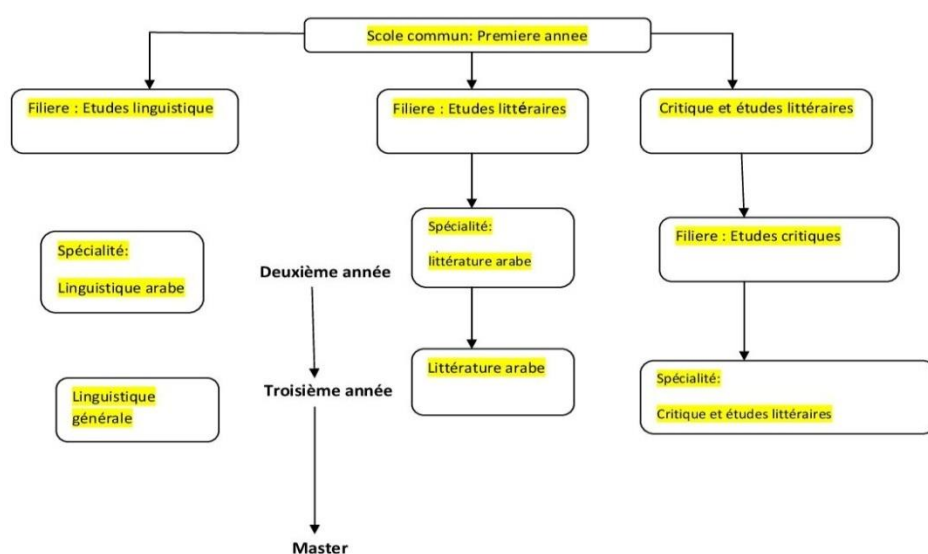 Scole commun: Premiere annee
Filiere : Etudes linguistique
Filiere : Etudes littéraires
Critique et études littéraires
Spécialité:
Linguistique arabe
Deuxième année
Spécialité:
littérature arabe
Filiere : Etudes critiques
Linguistique
générale
Troisième année
Littérature arabe
Spécialité:
Critique et études littéraires
Master